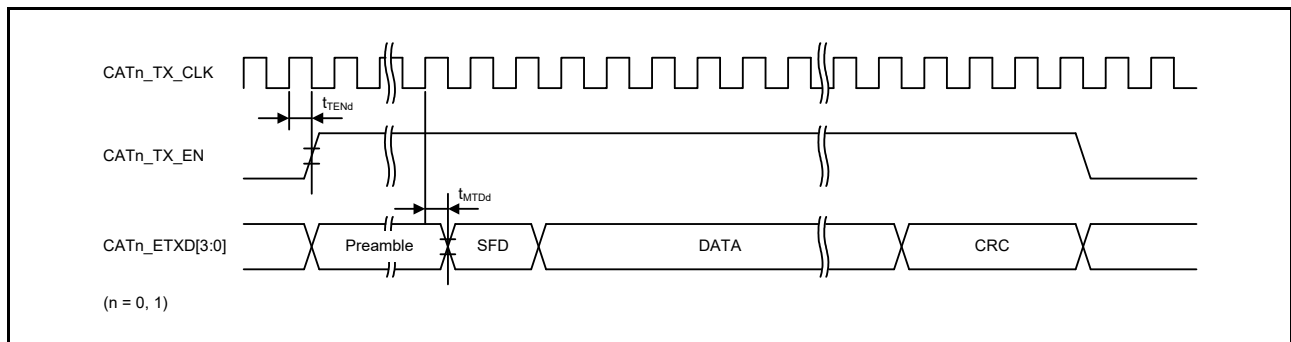 CATn_TX_CLK
tTENd
CATn_TX_EN
tMTDd
CATn_ETXD[3:0] Preamble SFD DATA CRC
(n = 0, 1)